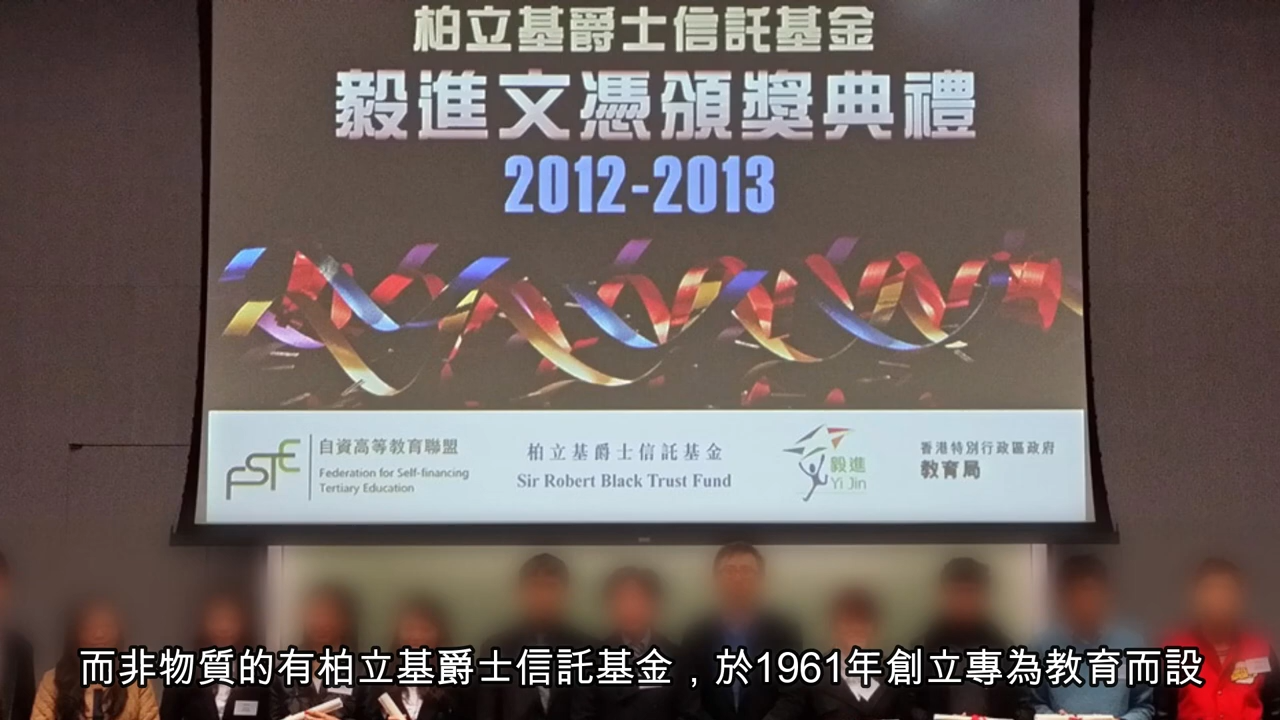 柏立基爵士信託基金
毅進文憑頒獎典禮
2012-2013
FSTE
自資高等教育聯盟
Federation for Self-financing
Tertiary Education
柏立基爵士信託基金
Sir Robert Black Trust Fund
毅進
Yi Jin
香港特別行政區政府
教育局
而非物質的有柏立基爵士信託基金，於1961年創立專為教育而設